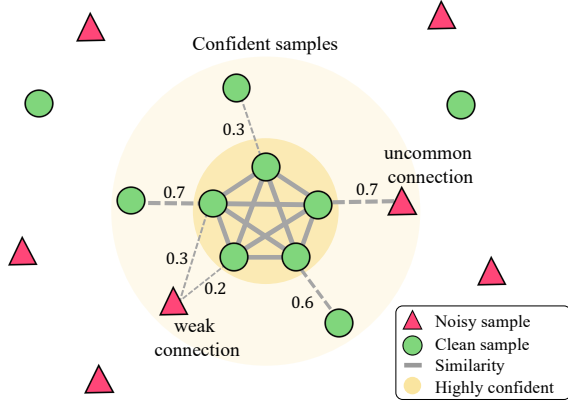 Confident samples
0.3
uncommon
connection
0.7
0.7
0.3
0.2
0.6
weak
connection
Noisy sample
Clean sample
Similarity
Highly confident